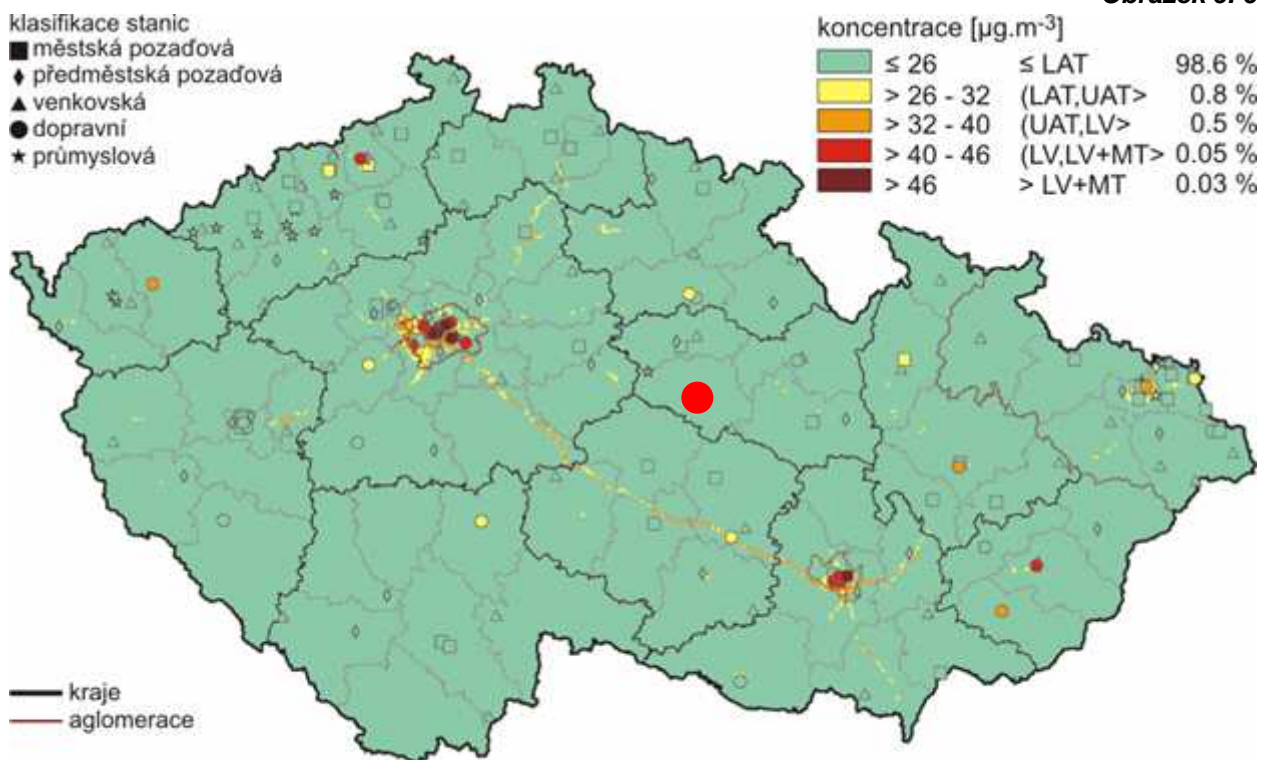 klasifikace stanic
městská pozaďová
předměstská pozaďová
venkovská
dopravní
průmyslová
koncentrace [µg.m-3]
≤ 26 ≤ LAT 98.6 %
> 26 - 32 (LAT,UAT> 0.8 %
> 32 - 40 (UAT,LV> 0.5 %
> 40 - 46 (LV,LV+MT> 0.05 %
> 46 > LV+MT 0.03 %
kraje
aglomerace